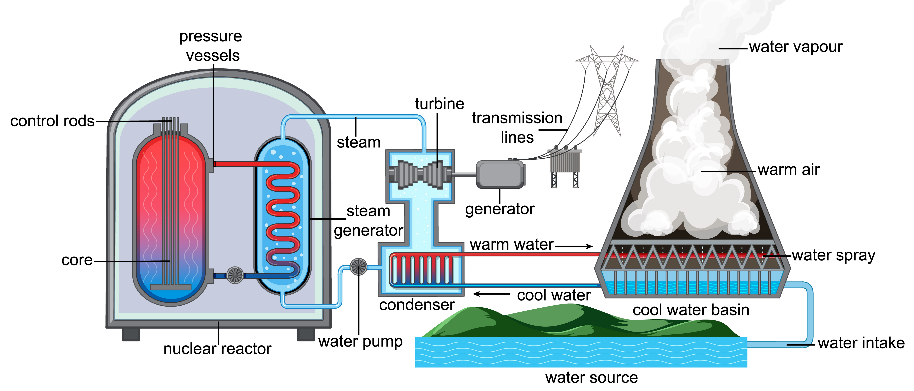 pressure
vessels
control rods
core
nuclear reactor
steam
steam
generator
water pump
turbine
condenser
generator
transmission
lines
warm water
cool water
water vapour
warm air
water spray
cool water basin
water intake
water source